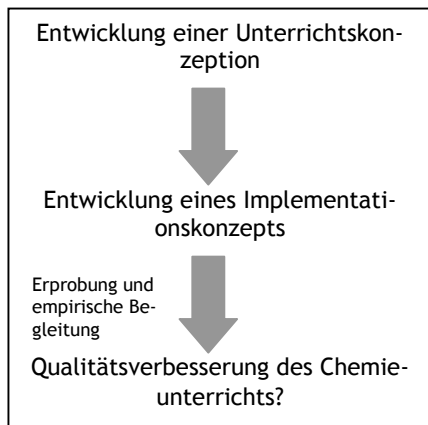 Entwicklung einer Unterrichtskon-
zeption
Entwicklung eines Implementati-
onskonzepts
Erprobung und
empirische Be-
gleitung
Qualitätsverbesserung des Chemie-
unterrichts?